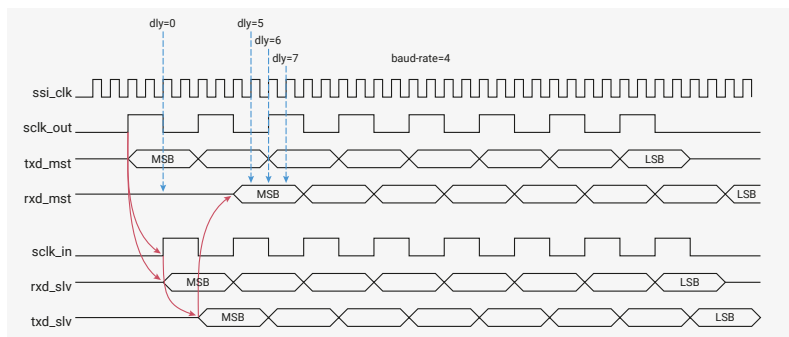 dly=0
dly=5
dly=6
dly=7
baud-rate=4
ssi_clk
sclk_out
txd_mst
MSB
LSB
rxd_mst
MSB
LSB
sclk_in
rxd_slv
MSB
LSB
txd_slv
MSB
LSB